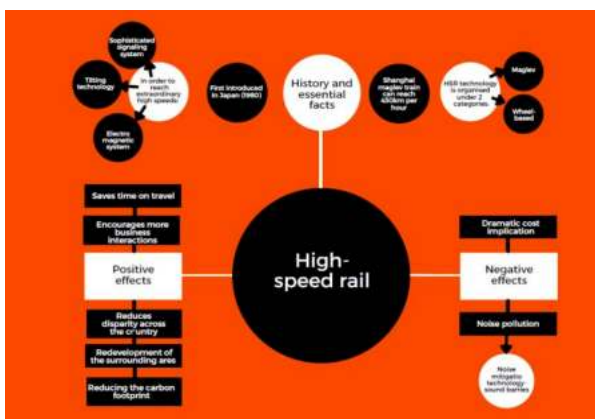 Sophisticated
signaling
system
Tilting
technology
In order to
reach
extraordinary
high speeds:
Electro
magnetic
system
First introduced
in Japan (1980)
History and
essential
facts
Shanghai
maglev train
can reach
430km per
hour
HSR technology
is organised
under 2
categories
Maglev
Wheel-
based
Saves time on travel
Encourages more
business
interactions
Positive
effects
Reduces
disparity across
the country
Redevelopment of
the surrounding area
Reducing the carbon
footprint
High-
speed rail
Dramatic cost
implication
Negative
effects
Noise pollution
Noise
mitigatio
technology-
sound barries